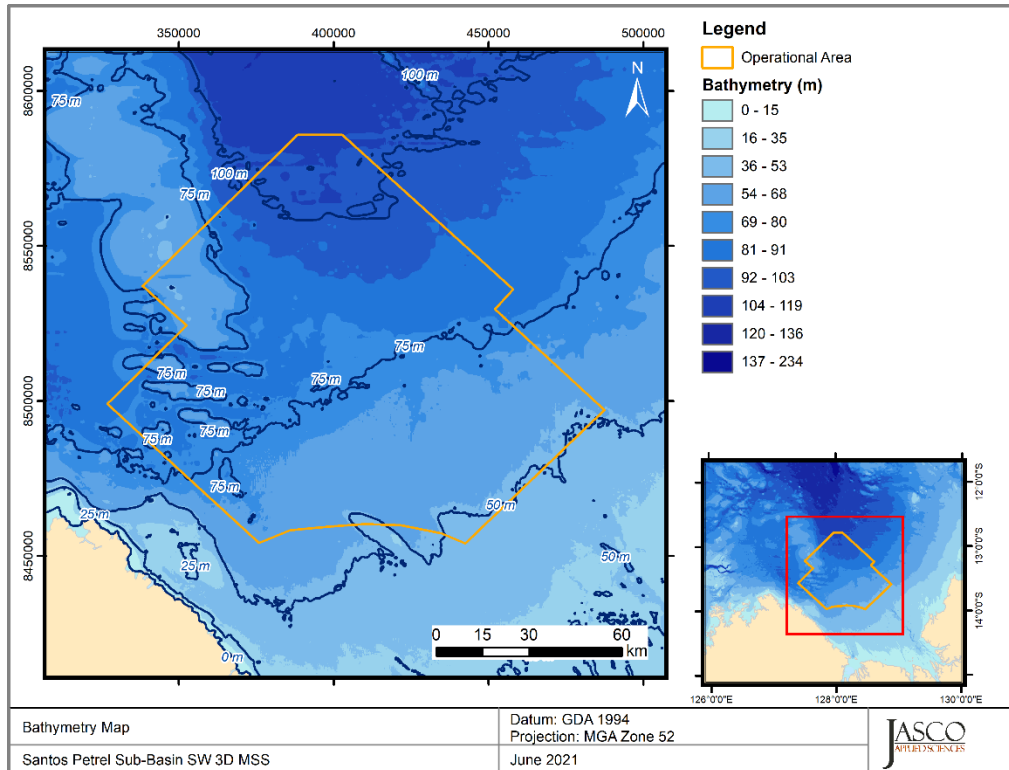 350000 400000 450000 500000
8600000
8550000
8500000
8450000
75 m
100 m
N
75 m
100 m
75 m
75 m
75 m
75 m
75 m
75 m
75 m
75 m
50 m
25 m
25 m
50 m
0 m
0 15 30 60
km
Legend
Operational Area
Bathymetry (m)
0 - 15
16 - 35
36 - 53
54 - 68
69 - 80
81 - 91
92 - 103
104 - 119
120 - 136
137 - 234
12°0'0"S
13°0'0"S
14°0'0"S
126°0'0"E 128°0'0"E 130°0'0"E
Bathymetry Map
Datum: GDA 1994
Projection: MGA Zone 52
Santos Petrel Sub-Basin SW 3D MSS
June 2021
JASCO
APPLIED SCIENCES